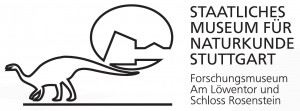 STAATLICHES
MUSEUM FÜR
NATURKUNDE
STUTTGART
Forschungsmuseum
Am Löwentor und
Schloss Rosenstein